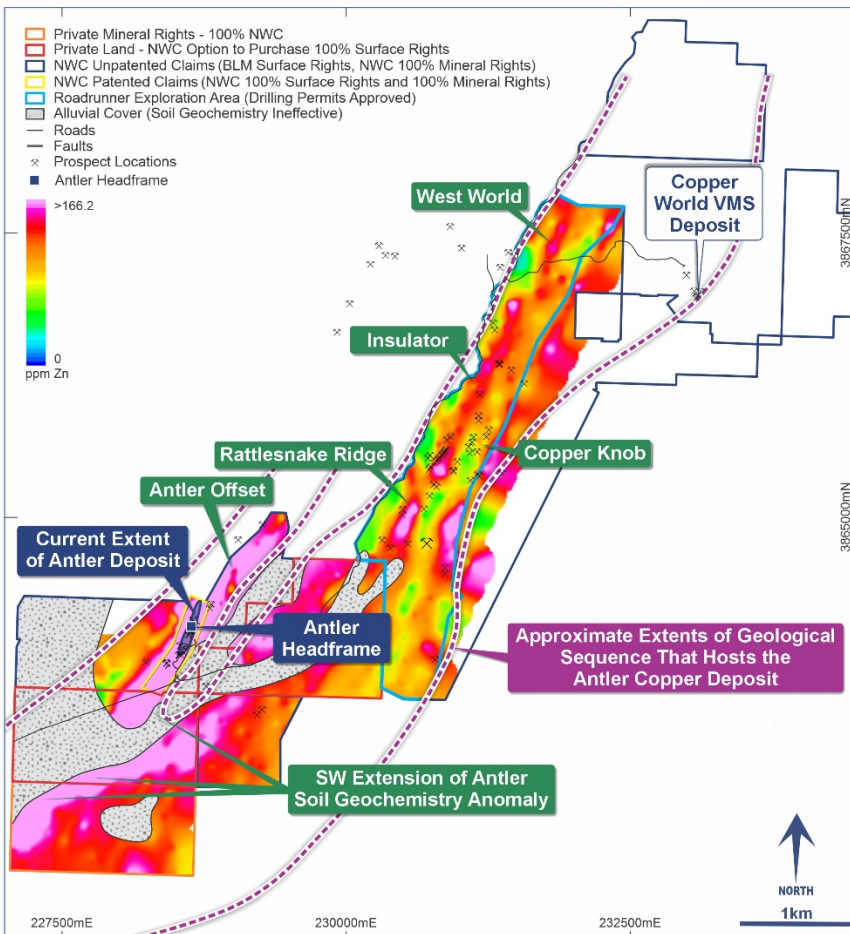 Private Mineral Rights - 100% NWC
Private Land - NWC Option to Purchase 100% Surface Rights
NWC Unpatented Claims (BLM Surface Rights, NWC 100% Mineral Rights)
NWC Patented Claims (NWC 100% Surface Rights and 100% Mineral Rights)
Roadrunner Exploration Area (Drilling Permits Approved)
Alluvial Cover (Soil Geochemistry Ineffective)
Roads
Faults
Prospect Locations
Antler Headframe
>166.2
0
ppm Zn
230000mE
232500mE
West World
Copper
World VMS
Deposit
3867500mN
Insulator
Rattlesnake Ridge
Copper Knob
Antler Offset
3865000mN
Current Extent
of Antler Deposit
Antler
Headframe
Approximate Extents of Geological
Sequence That Hosts the
Antler Copper Deposit
SW Extension of Antler
Soil Geochemistry Anomaly
NORTH
1km
227500mE
230000mE
232500mE